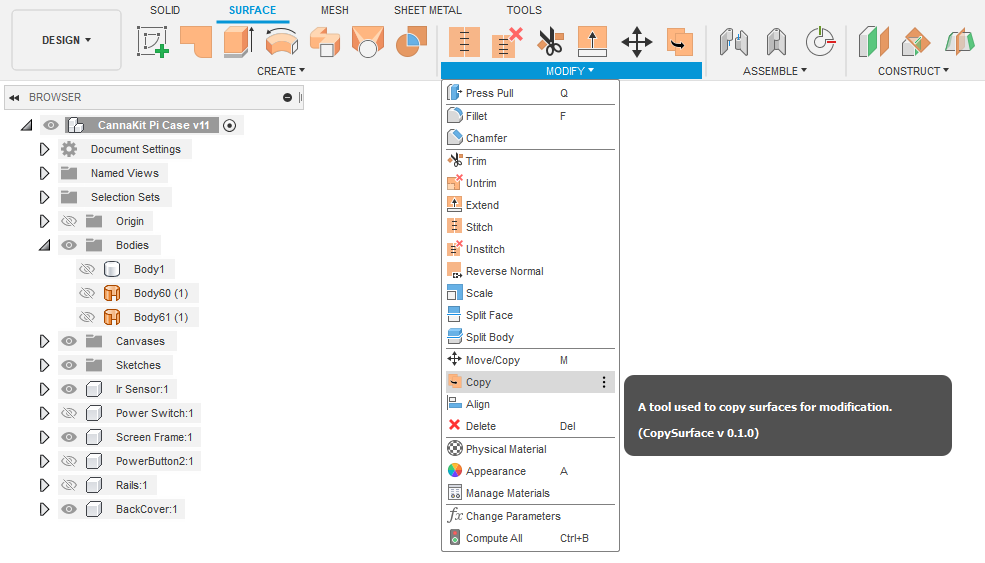 SOLID SURFACE MESH SHEET METAL TOOLS
DESIGN ▾
CREATE ▾ MODIFY ▾ ASSEMBLE ▾ CONSTRUCT ▾
BROWSER
CannaKit Pi Case v11
Document Settings
Named Views
Selection Sets
Origin
Bodies
Body1
Body60 (1)
Body61 (1)
Canvases
Sketches
Ir Sensor:1
Power Switch:1
Screen Frame:1
PowerButton2:1
Rails:1
BackCover:1
Press Pull Q
Fillet F
Chamfer
Trim
Untrim
Extend
Stitch
Unstitch
Reverse Normal
Scale
Split Face
Split Body
Move/Copy M
Copy
Align
Delete Del
Physical Material
Appearance A
Manage Materials
fx Change Parameters
Compute All Ctrl+B
A tool used to copy surfaces for modification.
(CopySurface v 0.1.0)